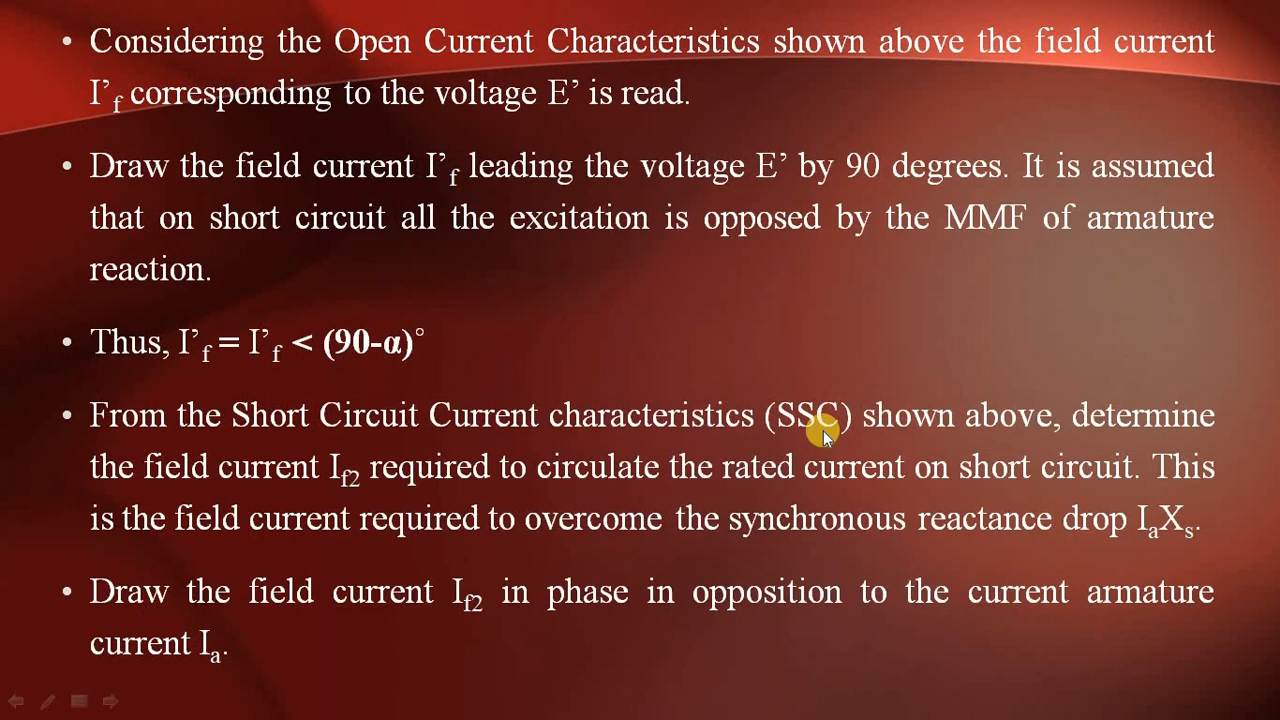 • Considering the Open Current Characteristics shown above the field current
I’f corresponding to the voltage E’ is read.
• Draw the field current I’f leading the voltage E’ by 90 degrees. It is assumed
that on short circuit all the excitation is opposed by the MMF of armature
reaction.
• Thus, I’f = I’f < (90-α)°
• From the Short Circuit Current characteristics (SSC) shown above, determine
the field current If2 required to circulate the rated current on short circuit. This
is the field current required to overcome the synchronous reactance drop IaXs.
• Draw the field current If2 in phase in opposition to the current armature
current Ia.